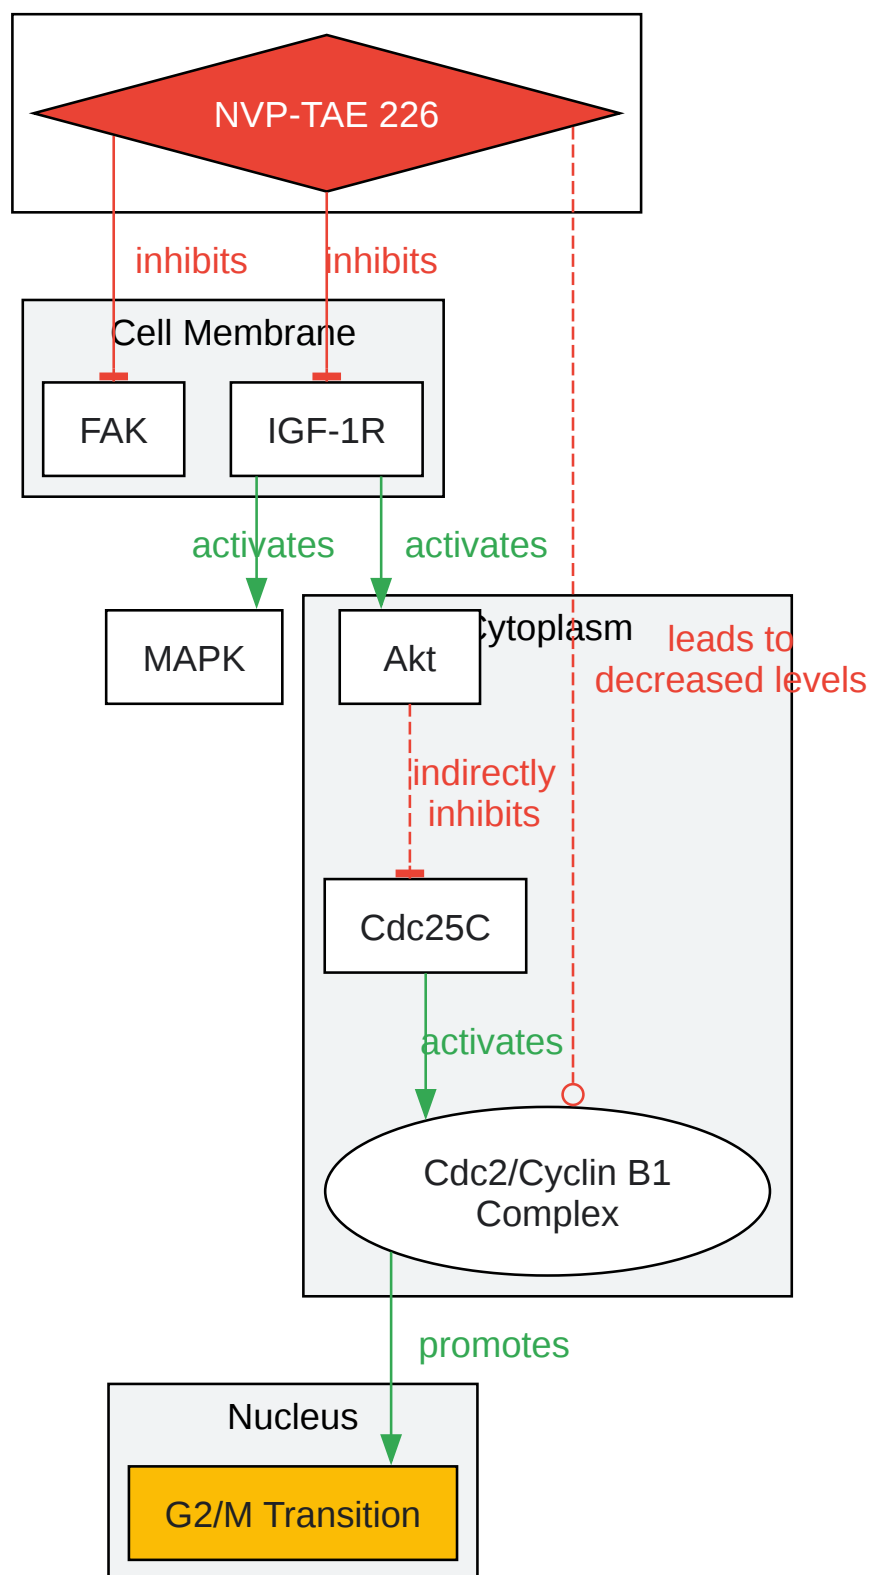 NVP-TAE 226
inhibits
inhibits
Cell Membrane
FAK
IGF-1R
activates
activates
MAPK
Akt
Cytoplasm
leads to
decreased levels
indirectly
inhibits
Cdc25C
activates
Cdc2/Cyclin B1
Complex
promotes
Nucleus
G2/M Transition